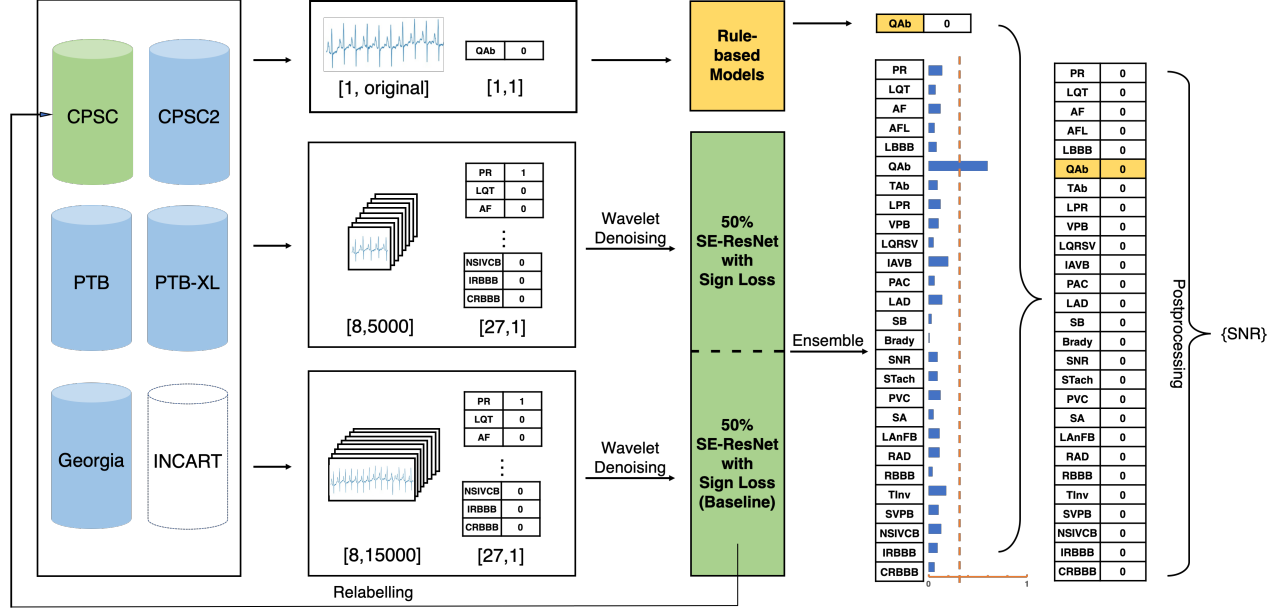 CPSC
CPSC2
PTB
PTB-XL
Georgia
INCART
QAb 0
[1, original]
[1,1]
PR 1
LQT 0
AF 0
⋮
NSIVCB 0
IRBBB 0
CRBBB 0
[8,5000]
[27,1]
PR 1
LQT 0
AF 0
⋮
NSIVCB 0
IRBBB 0
CRBBB 0
[8,15000]
[27,1]
Relabelling
Wavelet
Denoising
Wavelet
Denoising
Rule-
based
Models
50%
SE-ResNet
with
Sign Loss
50%
SE-ResNet
with
Sign Loss
(Baseline)
Ensemble
QAb 0
PR
LQT
AF
AFL
LBBB
QAb
TAb
LPR
VPB
LQRSV
IAVB
PAC
LAD
SB
Brady
SNR
STach
PVC
SA
LAnFB
RAD
RBBB
TInv
SVPB
NSIVCB
IRBBB
CRBBB
0 1
PR 0
LQT 0
AF 0
AFL 0
LBBB 0
QAb 0
TAb 0
LPR 0
VPB 0
LQRSV 0
IAVB 0
PAC 0
LAD 0
SB 0
Brady 0
SNR 0
STach 0
PVC 0
SA 0
LAnFB 0
RAD 0
RBBB 0
TInv 0
SVPB 0
NSIVCB 0
IRBBB 0
CRBBB 0
Postprocessing
{SNR}